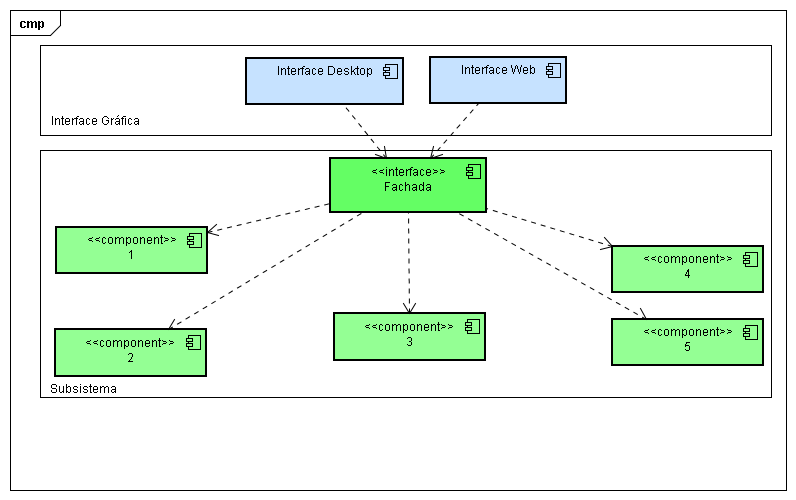 cmp
Interface Desktop
Interface Web
Interface Gráfica
<<interface>>
Fachada
<<component>>
1
<<component>>
4
<<component>>
2
<<component>>
3
<<component>>
5
Subsistema